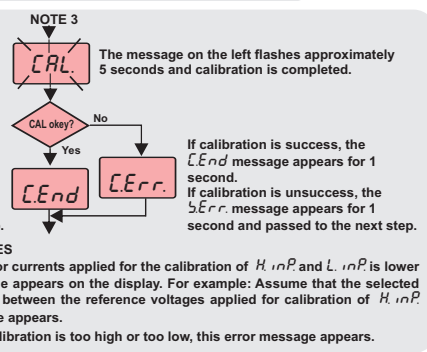 NOTE 3
CAL.
The message on the left flashes approximately
5 seconds and calibration is completed.
CAL okey?
No
Yes
C.End
C.Err.
If calibration is success, the
C.End message appears for 1
second.
If calibration is unsuccess, the
S.Err. message appears for 1
second and passed to the next step.
ES
or currents applied for the calibration of H. inP. and L. inP. is lower
e appears on the display. For example: Assume that the selected
between the reference voltages applied for calibration of H. inP.
e appears.
libration is too high or too low, this error message appears.